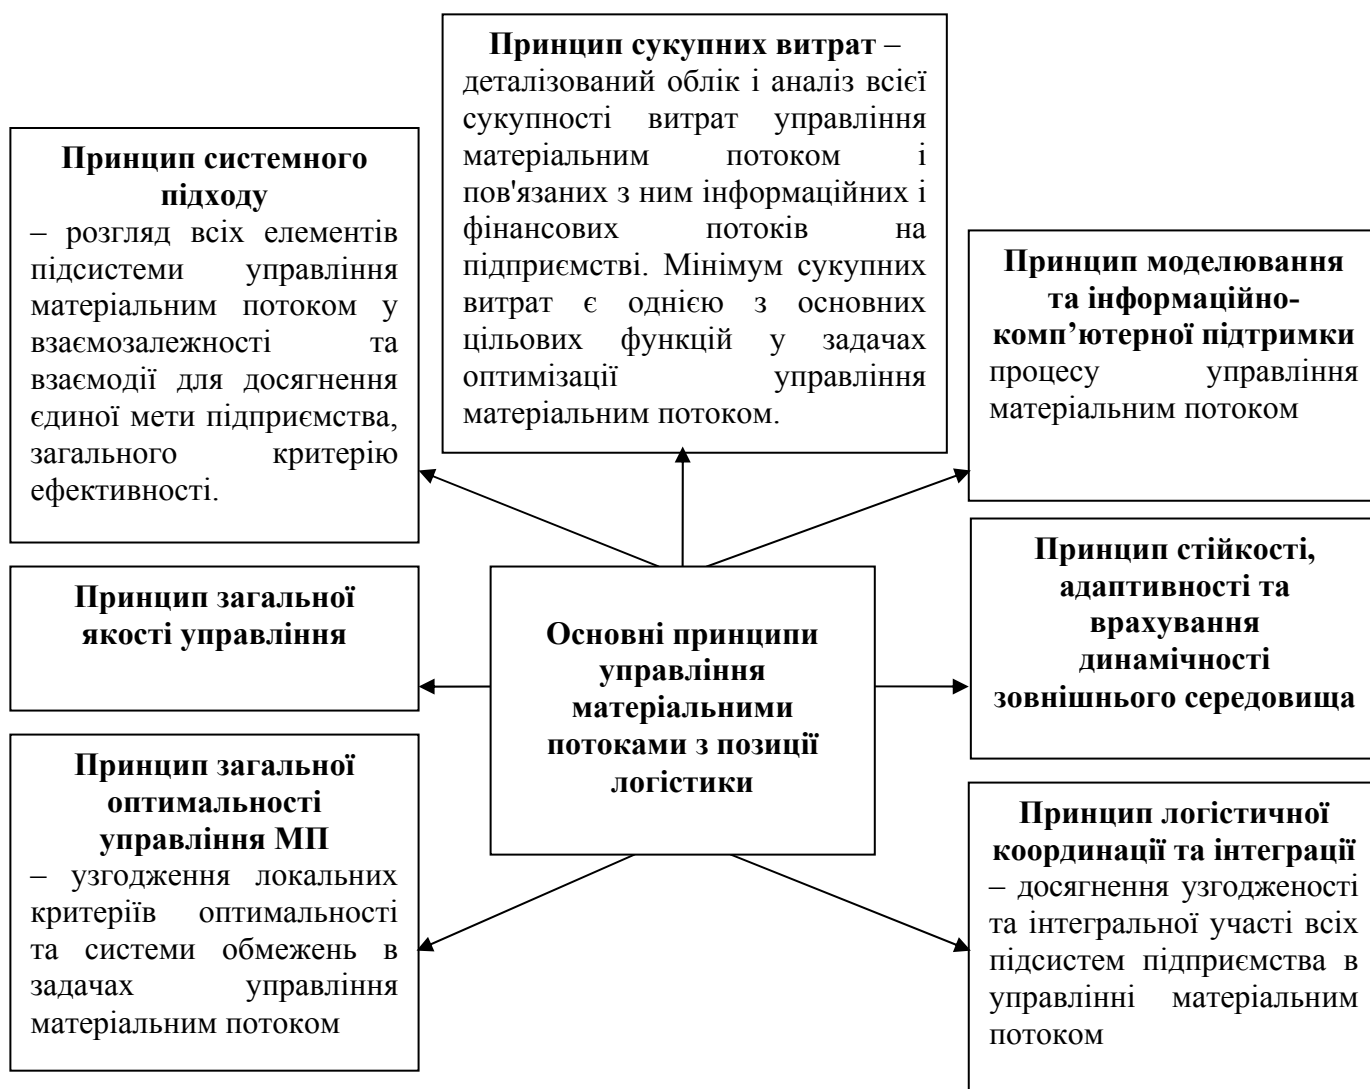 Принцип сукупних витрат –
деталізований облік і аналіз всієї
сукупності витрат управління
матеріальним потоком і
пов'язаних з ним інформаційних і
фінансових потоків на
підприємстві. Мінімум сукупних
витрат є однією з основних
цільових функцій у задачах
оптимізації управління
матеріальним потоком.
Принцип системного
підходу
– розгляд всіх елементів
підсистеми управління
матеріальним потоком у
взаємозалежності та
взаємодії для досягнення
єдиної мети підприємства,
загального критерію
ефективності.
Принцип моделювання
та інформаційно-
комп’ютерної підтримки
процесу управління
матеріальним потоком
Принцип загальної
якості управління
Основні принципи
управління
матеріальними
потоками з позиції
логістики
Принцип стійкості,
адаптивності та
врахування
динамічності
зовнішнього середовища
Принцип загальної
оптимальності
управління МП
– узгодження локальних
критеріїв оптимальності
та системи обмежень в
задачах управління
матеріальним потоком
Принцип логістичної
координації та інтеграції
– досягнення узгодженості
та інтегральної участі всіх
підсистем підприємства в
управлінні матеріальним
потоком